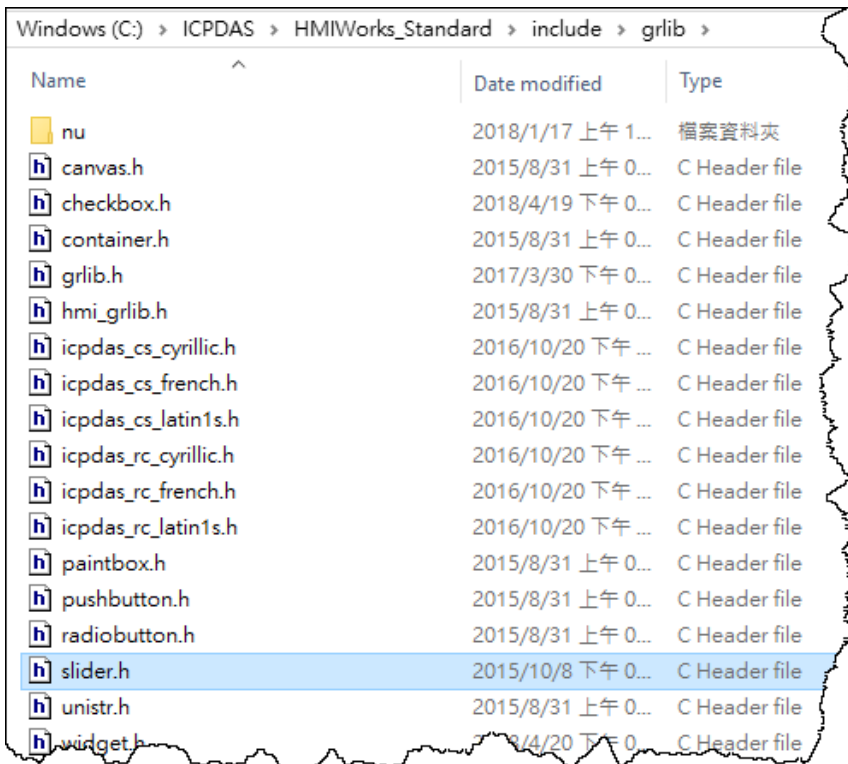 Windows (C:) > ICPDAS > HMIWorks_Standard > include > grlib >
Name Date modified Type
nu 2018/1/17 上午 1... 檔案資料夾
canvas.h 2015/8/31 上午 0... C Header file
checkbox.h 2018/4/19 下午 0... C Header file
container.h 2015/8/31 上午 0... C Header file
grlib.h 2017/3/30 下午 0... C Header file
hmi_grlib.h 2015/8/31 上午 0... C Header file
icpdas_cs_cyrillic.h 2016/10/20 下午 ... C Header file
icpdas_cs_french.h 2016/10/20 下午 ... C Header file
icpdas_cs_latin1s.h 2016/10/20 下午 ... C Header file
icpdas_rc_cyrillic.h 2016/10/20 下午 ... C Header file
icpdas_rc_french.h 2016/10/20 下午 ... C Header file
icpdas_rc_latin1s.h 2016/10/20 下午 ... C Header file
paintbox.h 2015/8/31 上午 0... C Header file
pushbutton.h 2015/8/31 上午 0... C Header file
radiobutton.h 2015/8/31 上午 0... C Header file
slider.h 2015/10/8 下午 0... C Header file
unistr.h 2015/8/31 上午 0... C Header file
widget.h /4/20 下午 0... C Header file